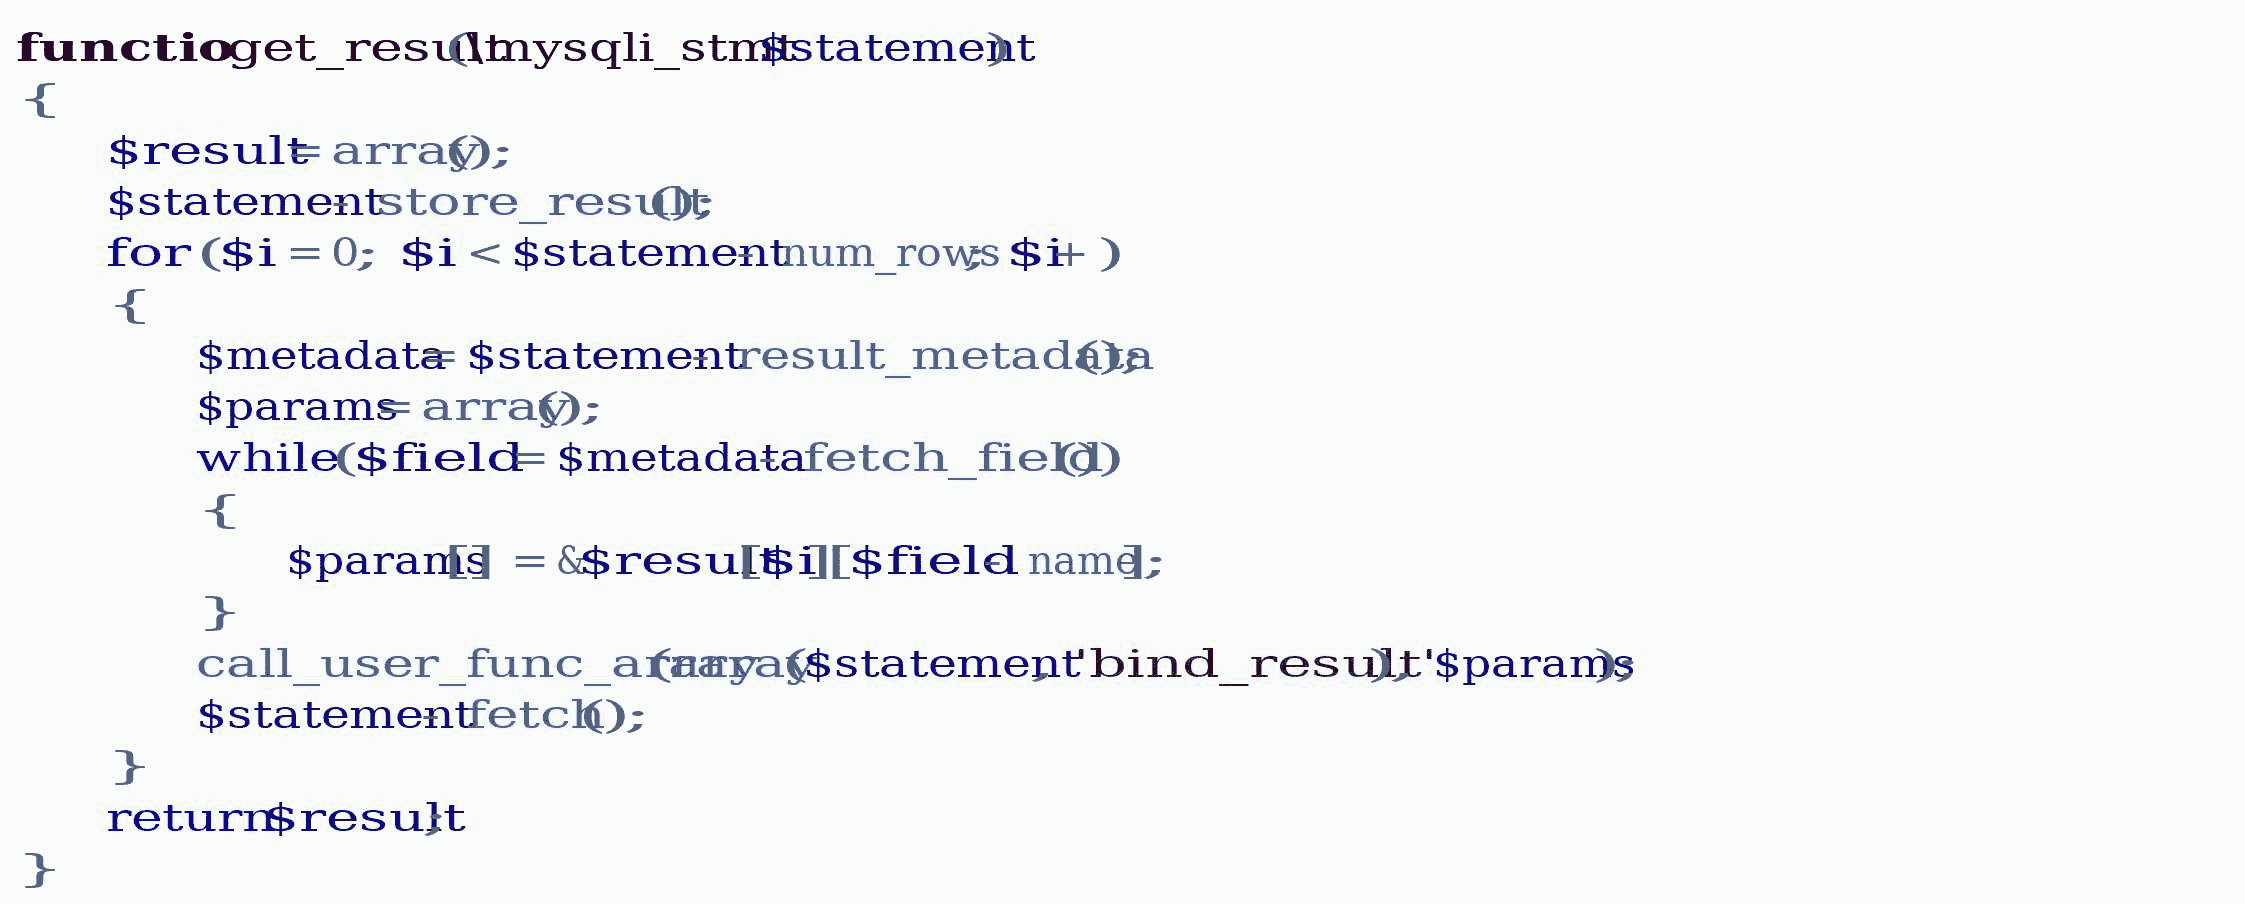 functio get_result(\mysqli_stmt $statement)
{
    $result = array();
    $statement-store_result();
    for ($i = 0; $i < $statement-num_rows; $i+ )
    {
        $metadata = $statement-result_metadata();
        $params = array();
        while($field = $metadata-fetch_field())
        {
            $params[] = &$result[$i][$field-name];
        }
        call_user_func_array(array($statement, 'bind_result'), $params);
        $statement-fetch();
    }
    return $result;
}